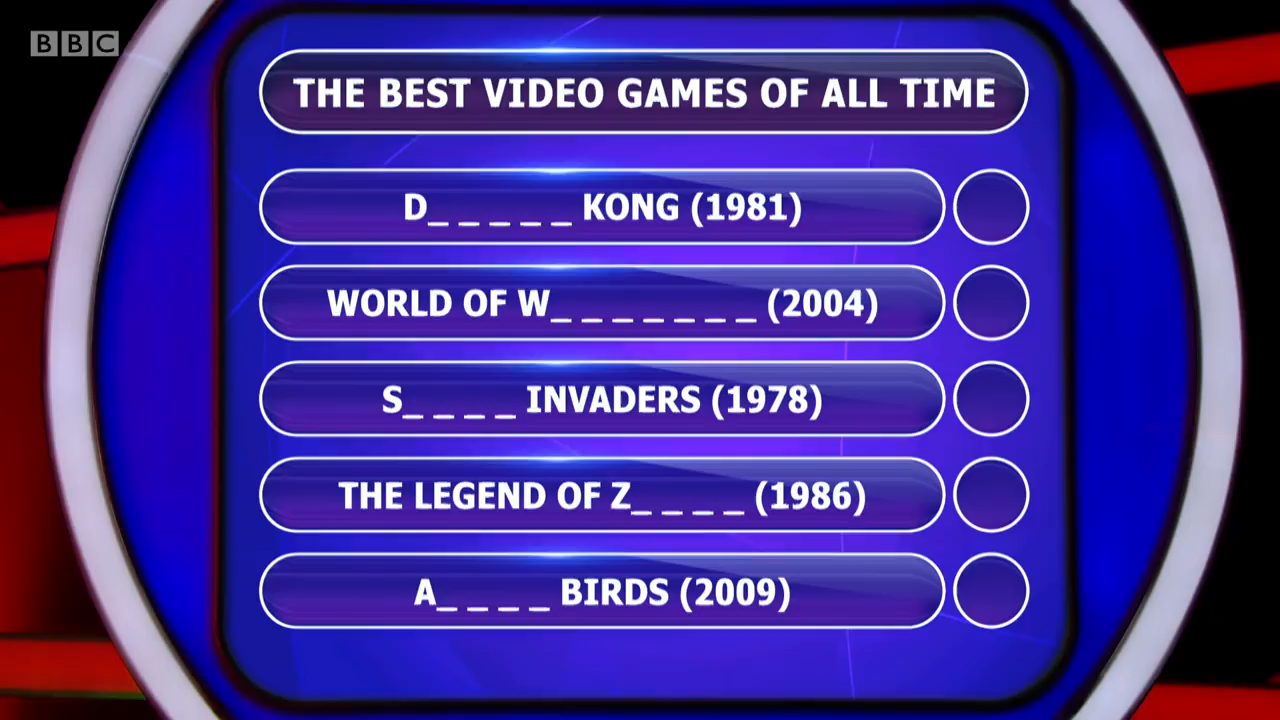 BBC
THE BEST VIDEO GAMES OF ALL TIME
D_ _ _ _ _ KONG (1981)
WORLD OF W_ _ _ _ _ _ _ (2004)
S_ _ _ _ INVADERS (1978)
THE LEGEND OF Z_ _ _ _ (1986)
A_ _ _ _ BIRDS (2009)